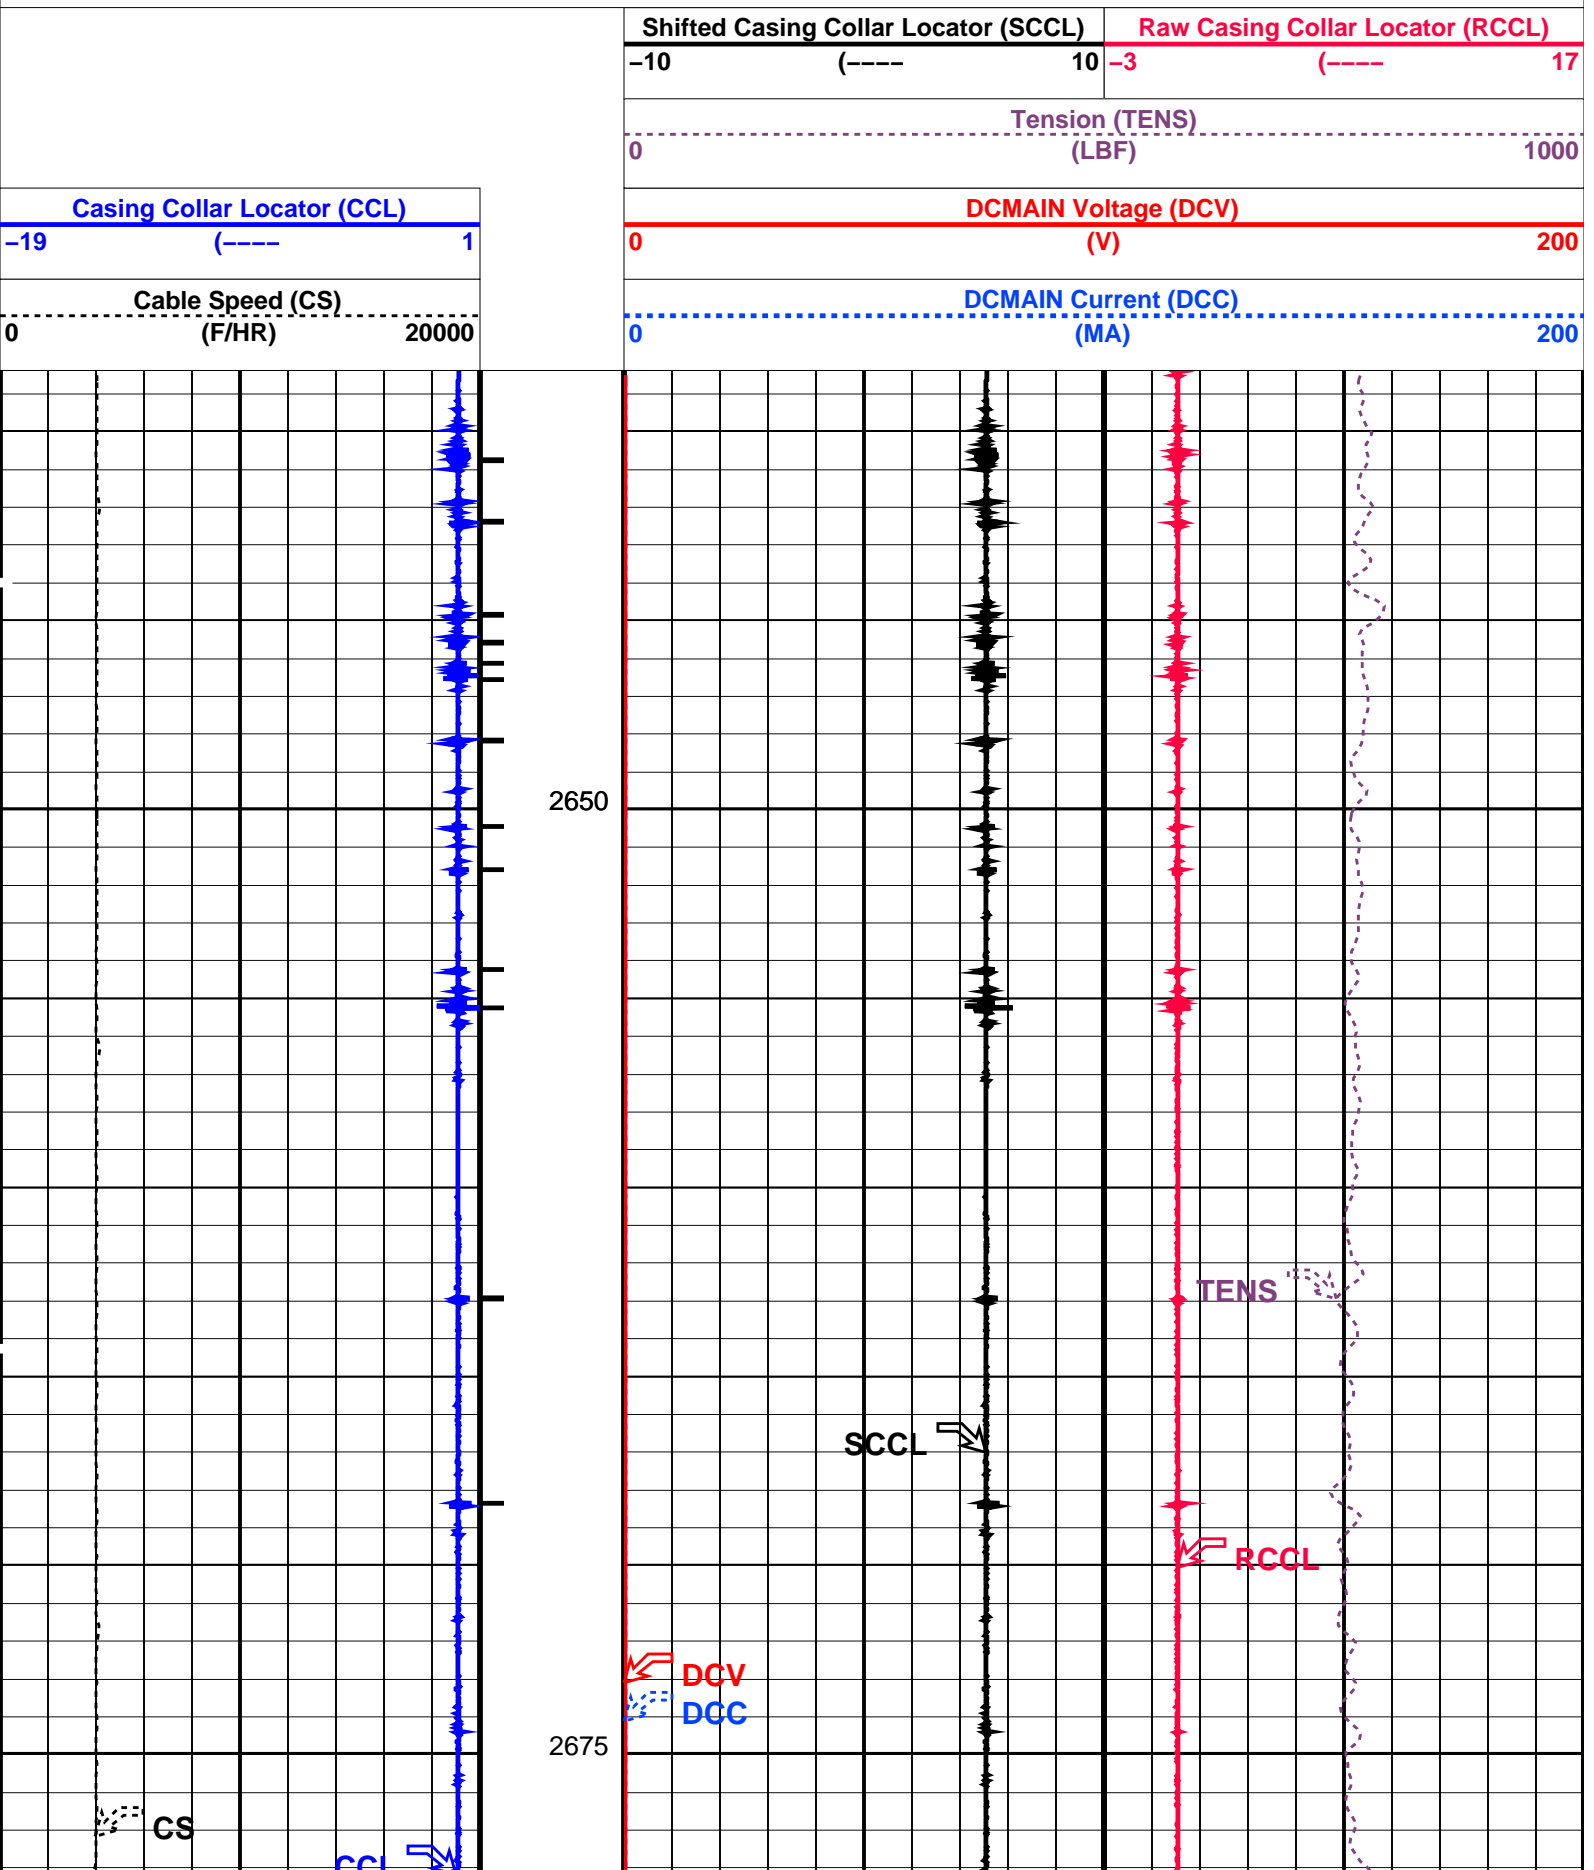 Shifted Casing Collar Locator (SCCL) Raw Casing Collar Locator (RCCL)
−10 (−−−− 10 −3 (−−−− 17
Tension (TENS)
0 (LBF) 1000
Casing Collar Locator (CCL) DCMAIN Voltage (DCV)
−19 (−−−− 1 0 (V) 200
Cable Speed (CS) DCMAIN Current (DCC)
0 (F/HR) 20000 0 (MA) 200
2650
TENS
SCCL
RCCL
DCV
DCC
2675
CS
CCL